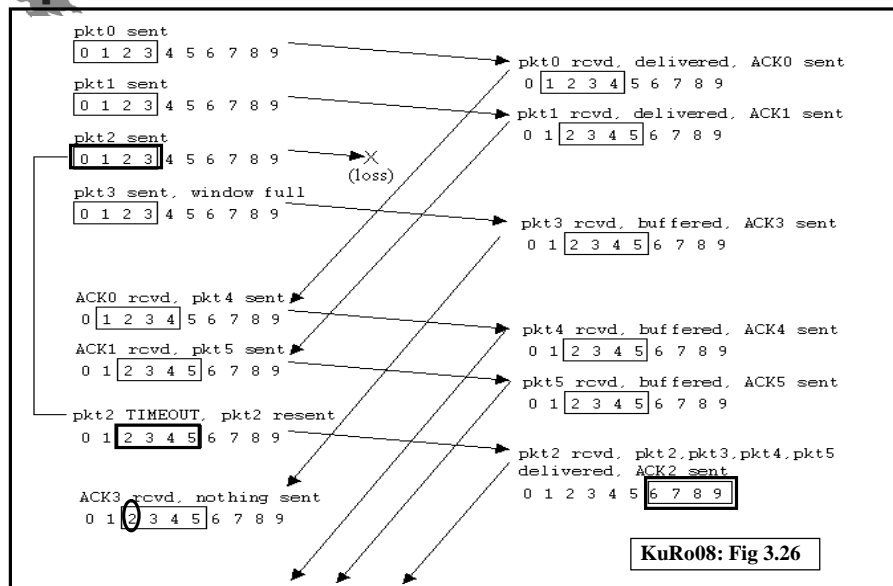 pkt0 sent
0 1 2 3 4 5 6 7 8 9
pkt1 sent
0 1 2 3 4 5 6 7 8 9
pkt2 sent
0 1 2 3 4 5 6 7 8 9
X
(loss)
pkt3 sent, window full
0 1 2 3 4 5 6 7 8 9
ACK0 rcvd, pkt4 sent
0 1 2 3 4 5 6 7 8 9
ACK1 rcvd, pkt5 sent
0 1 2 3 4 5 6 7 8 9
pkt2 TIMEOUT, pkt2 resent
0 1 2 3 4 5 6 7 8 9
ACK3 rcvd, nothing sent
0 1 2 3 4 5 6 7 8 9
pkt0 rcvd, delivered, ACK0 sent
0 1 2 3 4 5 6 7 8 9
pkt1 rcvd, delivered, ACK1 sent
0 1 2 3 4 5 6 7 8 9
pkt3 rcvd, buffered, ACK3 sent
0 1 2 3 4 5 6 7 8 9
pkt4 rcvd, buffered, ACK4 sent
0 1 2 3 4 5 6 7 8 9
pkt5 rcvd, buffered, ACK5 sent
0 1 2 3 4 5 6 7 8 9
pkt2 rcvd, pkt2,pkt3,pkt4,pkt5
delivered, ACK2 sent
0 1 2 3 4 5 6 7 8 9
KuRo08: Fig 3.26